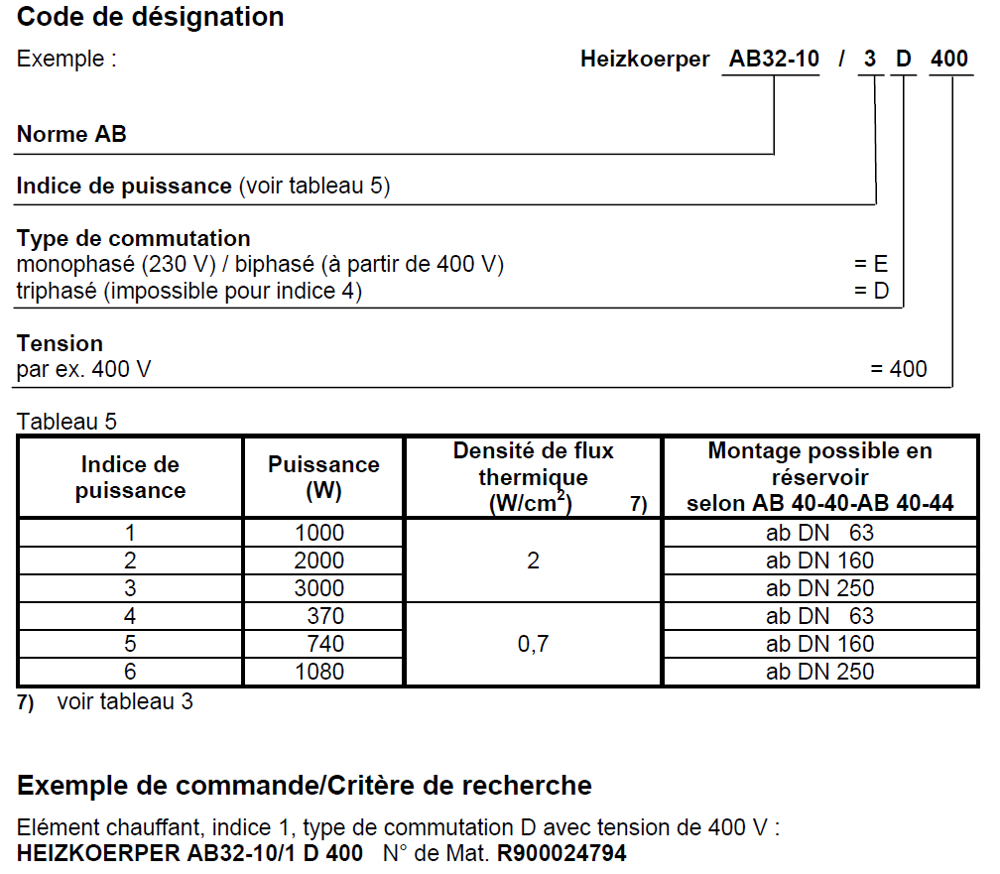 Code de désignation
Exemple :
Heizkoerper AB32-10 / 3 D 400
Norme AB
Indice de puissance (voir tableau 5)
Type de commutation
monophasé (230 V) / biphasé (à partir de 400 V) = E
triphasé (impossible pour indice 4) = D
Tension
par ex. 400 V = 400
Tableau 5
Indice de puissance Puissance (W) Densité de flux thermique (W/cm²) 7) Montage possible en réservoir selon AB 40-40-AB 40-44
1 1000 ab DN 63
2 2000 2 ab DN 160
3 3000 ab DN 250
4 370 ab DN 63
5 740 0,7 ab DN 160
6 1080 ab DN 250
7) voir tableau 3
Exemple de commande/Critère de recherche
Elément chauffant, indice 1, type de commutation D avec tension de 400 V :
HEIZKOERPER AB32-10/1 D 400 N° de Mat. R900024794